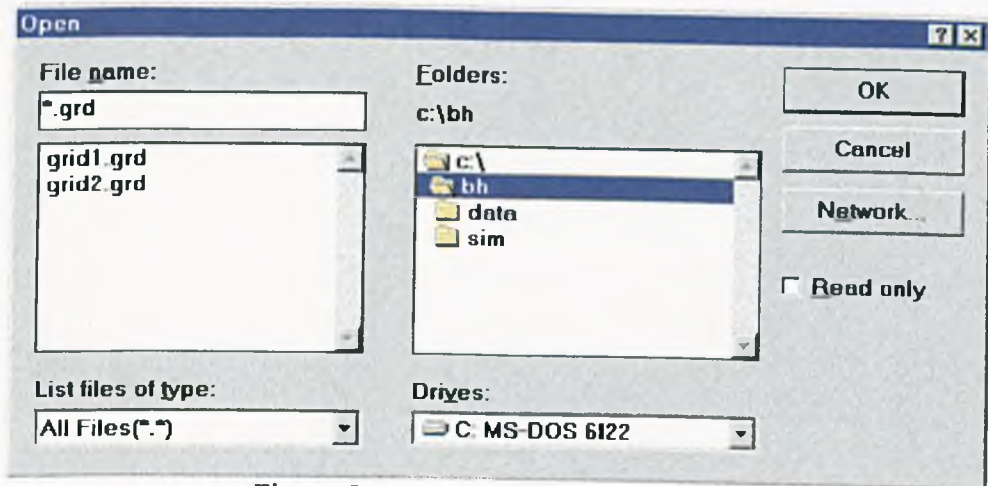 Open
File name:
*.grd
grid1.grd
grid2.grd
List files of type:
All Files(*.*)
Folders:
c:\bh
c:\
bh
data
sim
Drives:
C: MS-DOS 6122
OK
Cancel
Network...
Read only